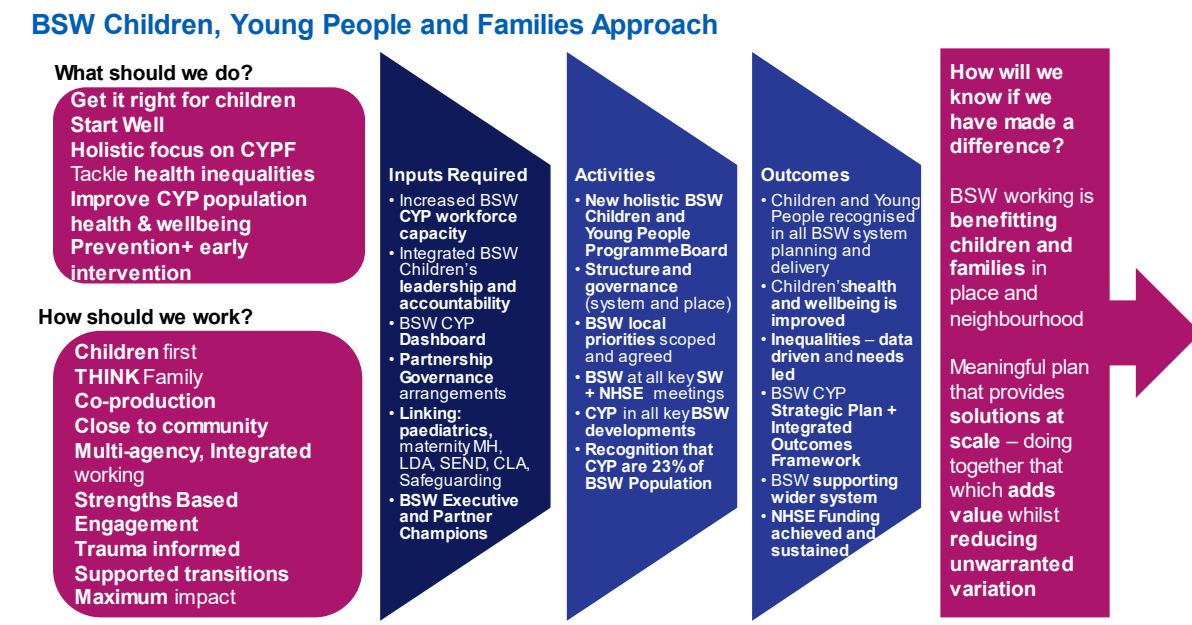 BSW Children, Young People and Families Approach
What should we do?
Get it right for children
Start Well
Holistic focus on CYPF
Tackle health inequalities
Improve CYP population
health & wellbeing
Prevention+ early
intervention
How should we work?
Children first
THINK Family
Co-production
Close to community
Multi-agency, Integrated
working
Strengths Based
Engagement
Trauma informed
Supported transitions
Maximum impact
Inputs Required
• Increased BSW
CYP workforce
capacity
• Integrated BSW
Children's
leadership and
accountability
• BSW CYP
Dashboard
• Partnership
Governance
arrangements
• Linking:
paediatrics,
maternity MH,
LDA, SEND, CLA,
Safeguarding
• BSW Executive
and Partner
Champions
Activities
• New holistic BSW
Children and
Young People
Programme Board
• Structure and
governance
(system and place)
• BSW local
priorities scoped
and agreed
• BSW at all key SW
+ NHSE meetings
• CYP in all key BSW
developments
• Recognition that
CYP are 23% of
BSW Population
Outcomes
• Children and Young
People recognised
in all BSW system
planning and
delivery
• Children's health
and wellbeing is
improved
• Inequalities – data
driven and needs
led
• BSW CYP
Strategic Plan +
Integrated
Outcomes
Framework
• BSW supporting
wider system
• NHSE Funding
achieved and
sustained
How will we
know if we
have made a
difference?
BSW working is
benefitting
children and
families in
place and
neighbourhood
Meaningful plan
that provides
solutions at
scale – doing
together that
which adds
value whilst
reducing
unwarranted
variation